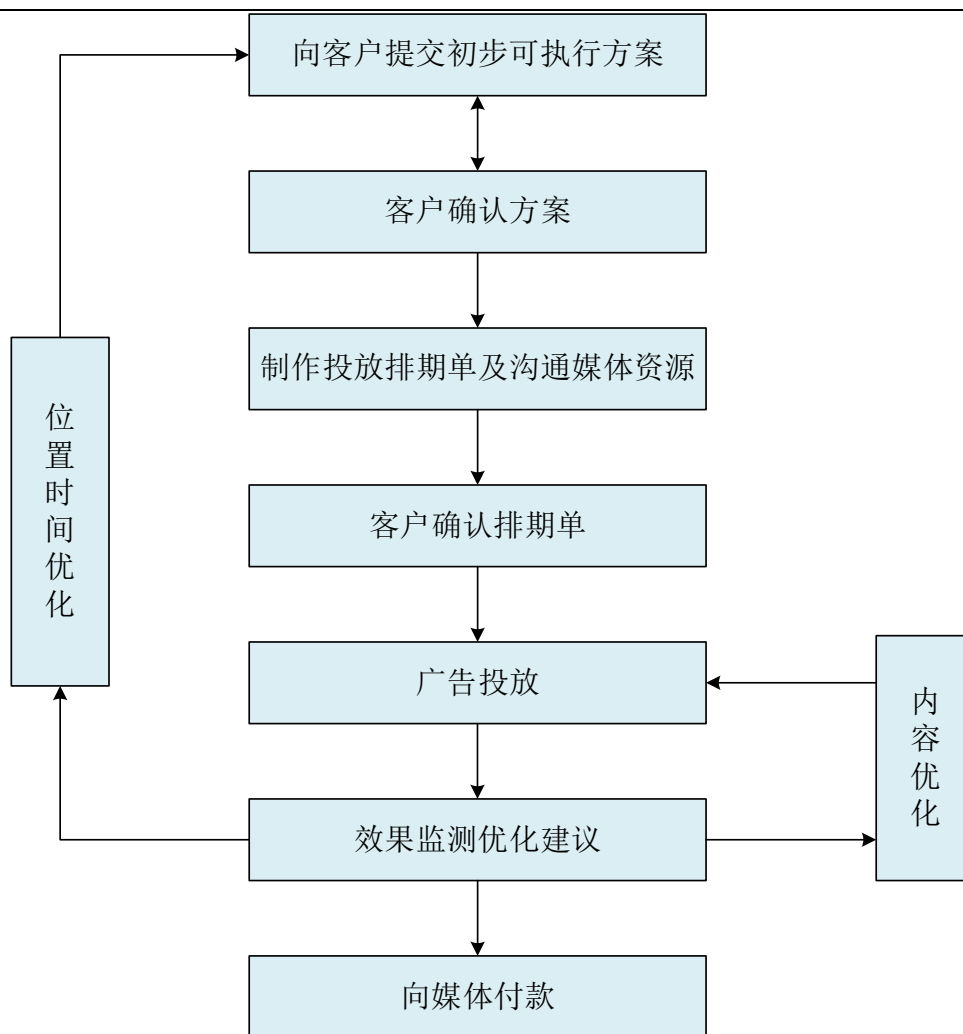 向客户提交初步可执行方案
客户确认方案
制作投放排期单及沟通媒体资源
位置时间优化
客户确认排期单
广告投放
内容优化
效果监测优化建议
向媒体付款